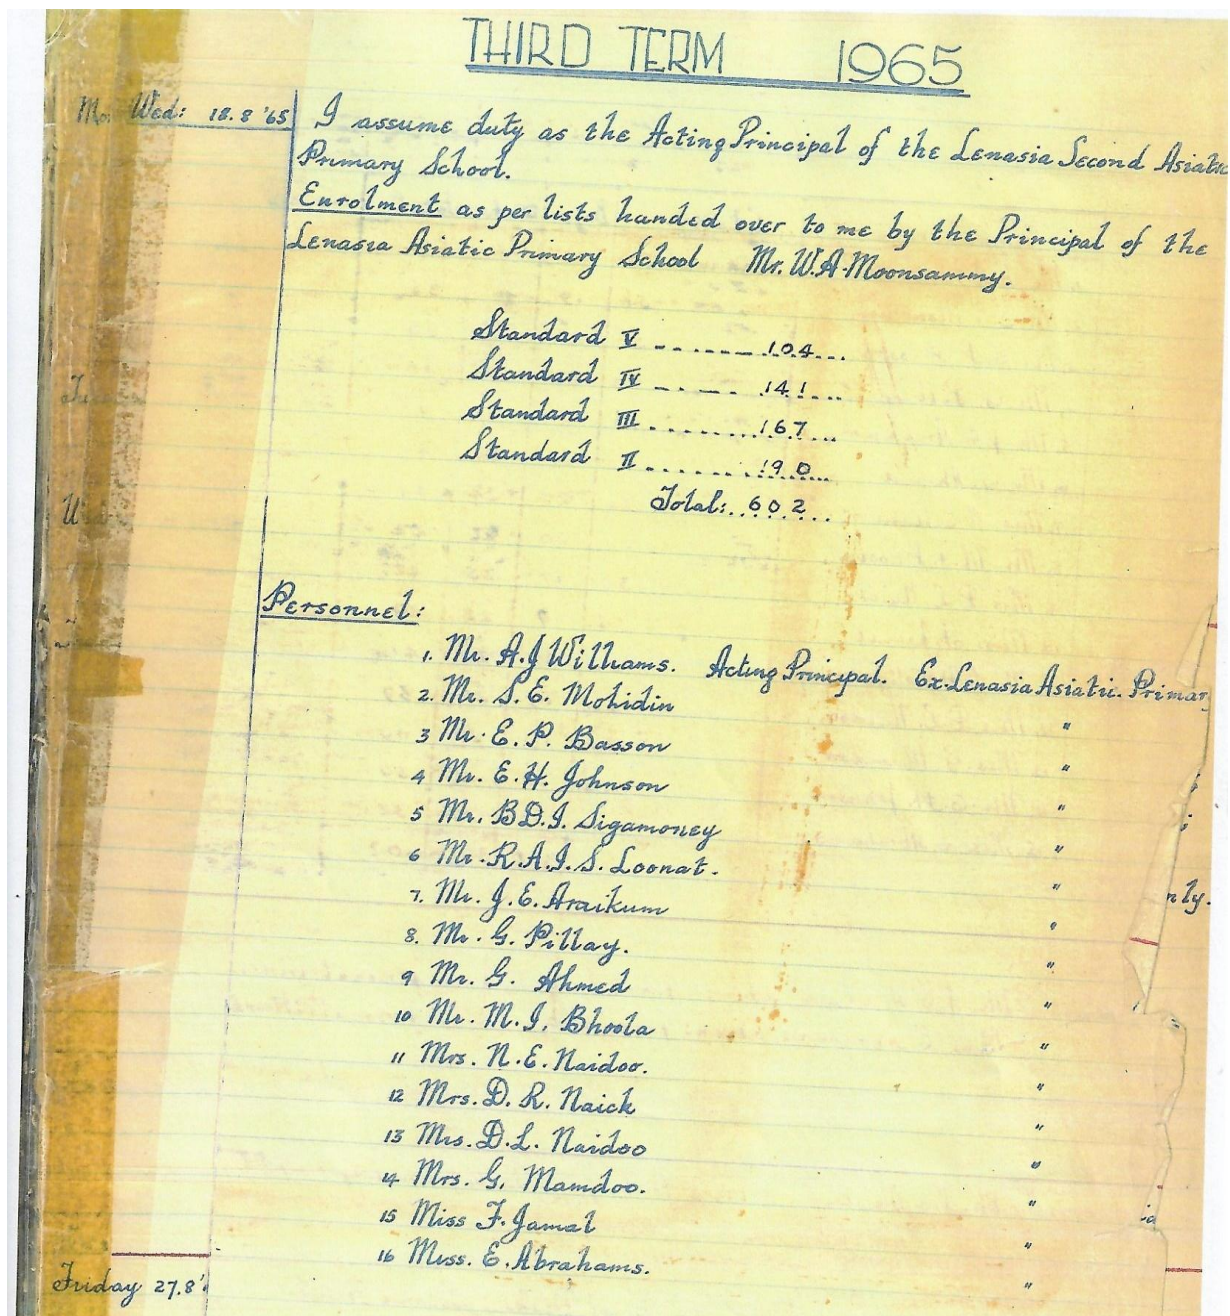 THIRD TERM 1965
Wed: 18.8 '65
I assume duty as the Acting Principal of the Lenasia Second Asiatic
Primary School.
Enrolment as per lists handed over to me by the Principal of the
Lenasia Asiatic Primary School Mr. W.A. Moonsammy.
Standard V ........ 104...
Standard IV ........ 141...
Standard III ........ 167...
Standard II ........ 190...
Total: ..602...
Personnel:
1. Mr. A.J Williams. Acting Principal. Ex-Lenasia Asiatic. Primar
2. Mr. S. E. Mohidin "
3 Mr. E. P. Basson "
4 Mr. E. H. Johnson "
5 Mr. B.D.I. Sigamoney "
6 Mr. R.A.I.S. Loonat. "
7. Mr. J.E. Araikum "
8. Mr. G. Pillay. "
9 Mr. G. Ahmed "
10 Mr. M.I. Bhoola "
11 Mrs. N.E. Naidoo. "
12 Mrs. D. R. Naick "
13 Mrs. D.L. Naidoo "
14 Mrs. G. Mamdoo. "
15 Miss F. Jamal "
16 Miss. E. Abrahams. "
Friday 27.8'